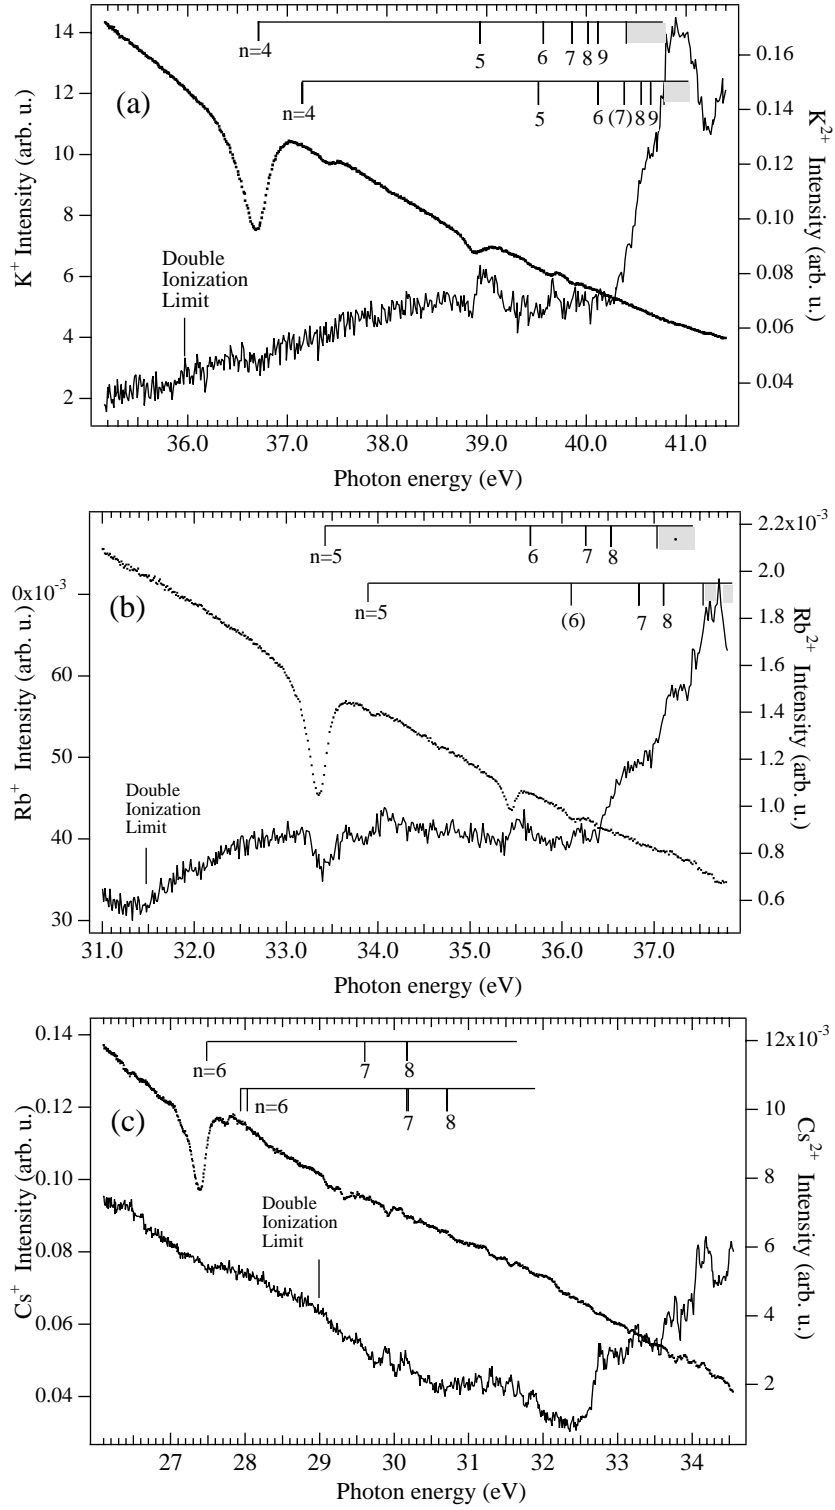 14
12
10
8
6
4
2
K⁺ Intensity (arb. u.)
n=4 5 6 7 8 9
n=4 5 6 (7) 8 9
(a)
Double
Ionization
Limit
0.16
0.14
0.12
0.10
0.08
0.06
0.04
K²⁺ Intensity
(arb. u.)
36.0 37.0 38.0 39.0 40.0 41.0
Photon energy (eV)
0x10⁻³
60
50
40
30
Rb⁺ Intensity (arb. u.)
n=5 6 7 8
n=5 (6) 7 8
(b)
Double
Ionization
Limit
2.2x10⁻³
2.0
1.8
1.6
1.4
1.2
1.0
0.8
0.6
Rb²⁺ Intensity
(arb. u.)
31.0 32.0 33.0 34.0 35.0 36.0 37.0
Photon energy (eV)
0.14
0.12
0.10
0.08
0.06
0.04
Cs⁺ Intensity (arb. u.)
n=6 7 8
n=6 7 8
(c)
Double
Ionization
Limit
12x10⁻³
10
8
6
4
2
Cs²⁺ Intensity
(arb. u.)
27 28 29 30 31 32 33 34
Photon energy (eV)